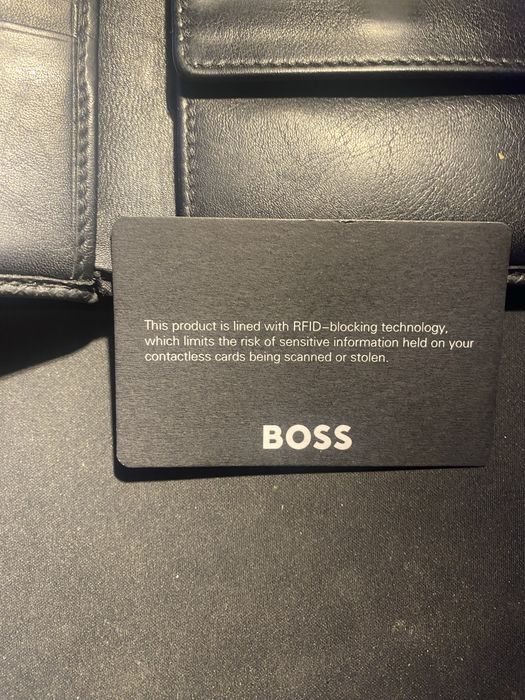 This product is lined with RFID-blocking technology,
which limits the risk of sensitive information held on your
contactless cards being scanned or stolen.
BOSS